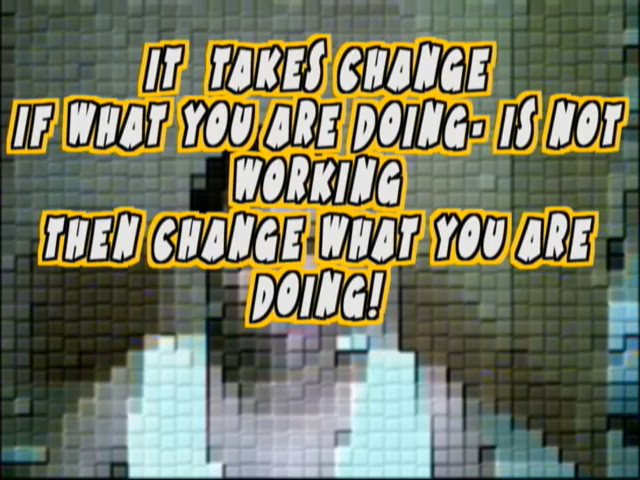 IT TAKES CHANGE
IF WHAT YOU ARE DOING- IS NOT
WORKING
THEN CHANGE WHAT YOU ARE
DOING!